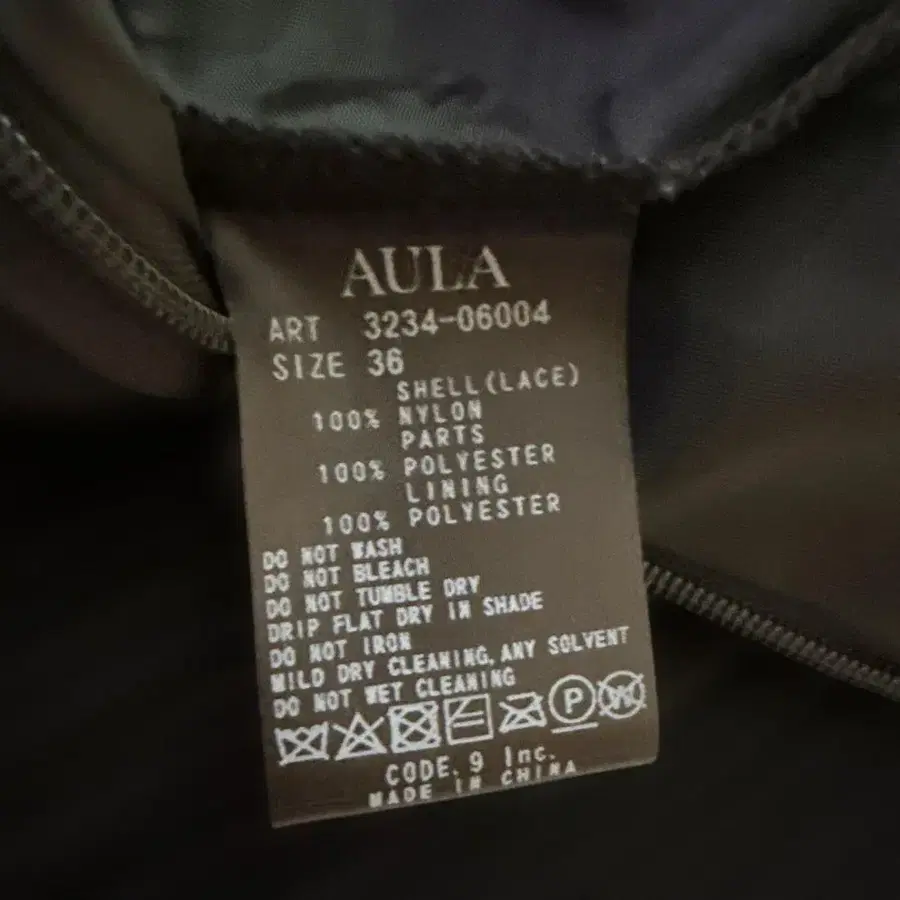 AULA
ART 3234-06004
SIZE 36
SHELL(LACE)
100% NYLON
PARTS
100% POLYESTER
LINING
100% POLYESTER
DO NOT WASH
DO NOT BLEACH
DO NOT TUMBLE DRY
DRIP FLAT DRY IN SHADE
DO NOT IRON
MILD DRY CLEANING, ANY SOLVENT
DO NOT WET CLEANING
P W
CODE. 9 Inc.
MADE IN CHINA